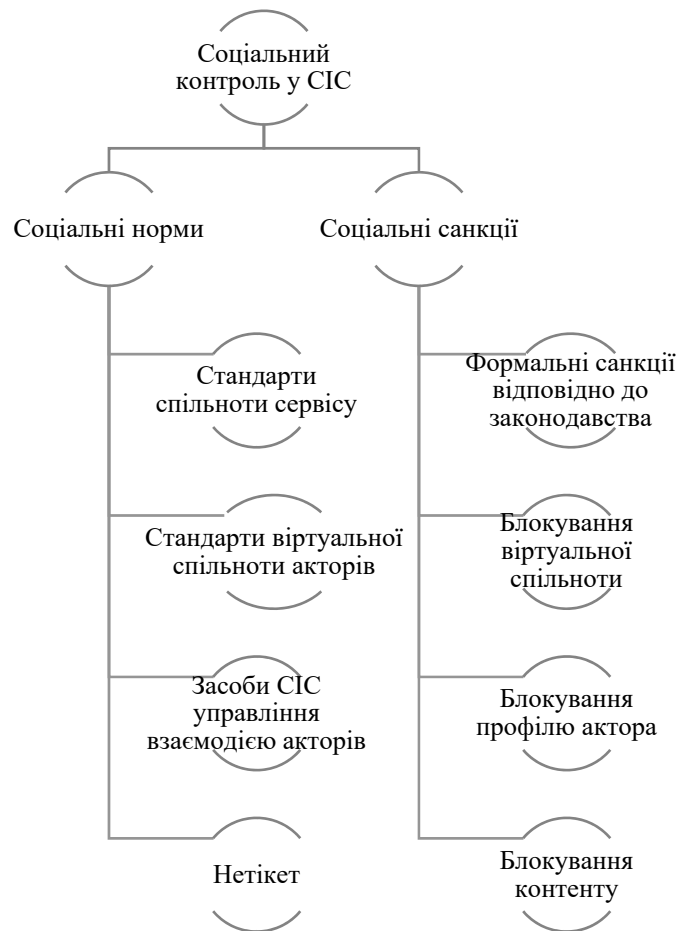 Соціальний
контроль у СІС
Соціальні норми
Соціальні санкції
Стандарти
спільноти сервісу
Формальні санкції
відповідно до
законодавства
Стандарти віртуальної
спільноти акторів
Блокування
віртуальної
спільноти
Засоби СІС
управління
взаємодією акторів
Блокування
профілю актора
Нетікет
Блокування
контенту